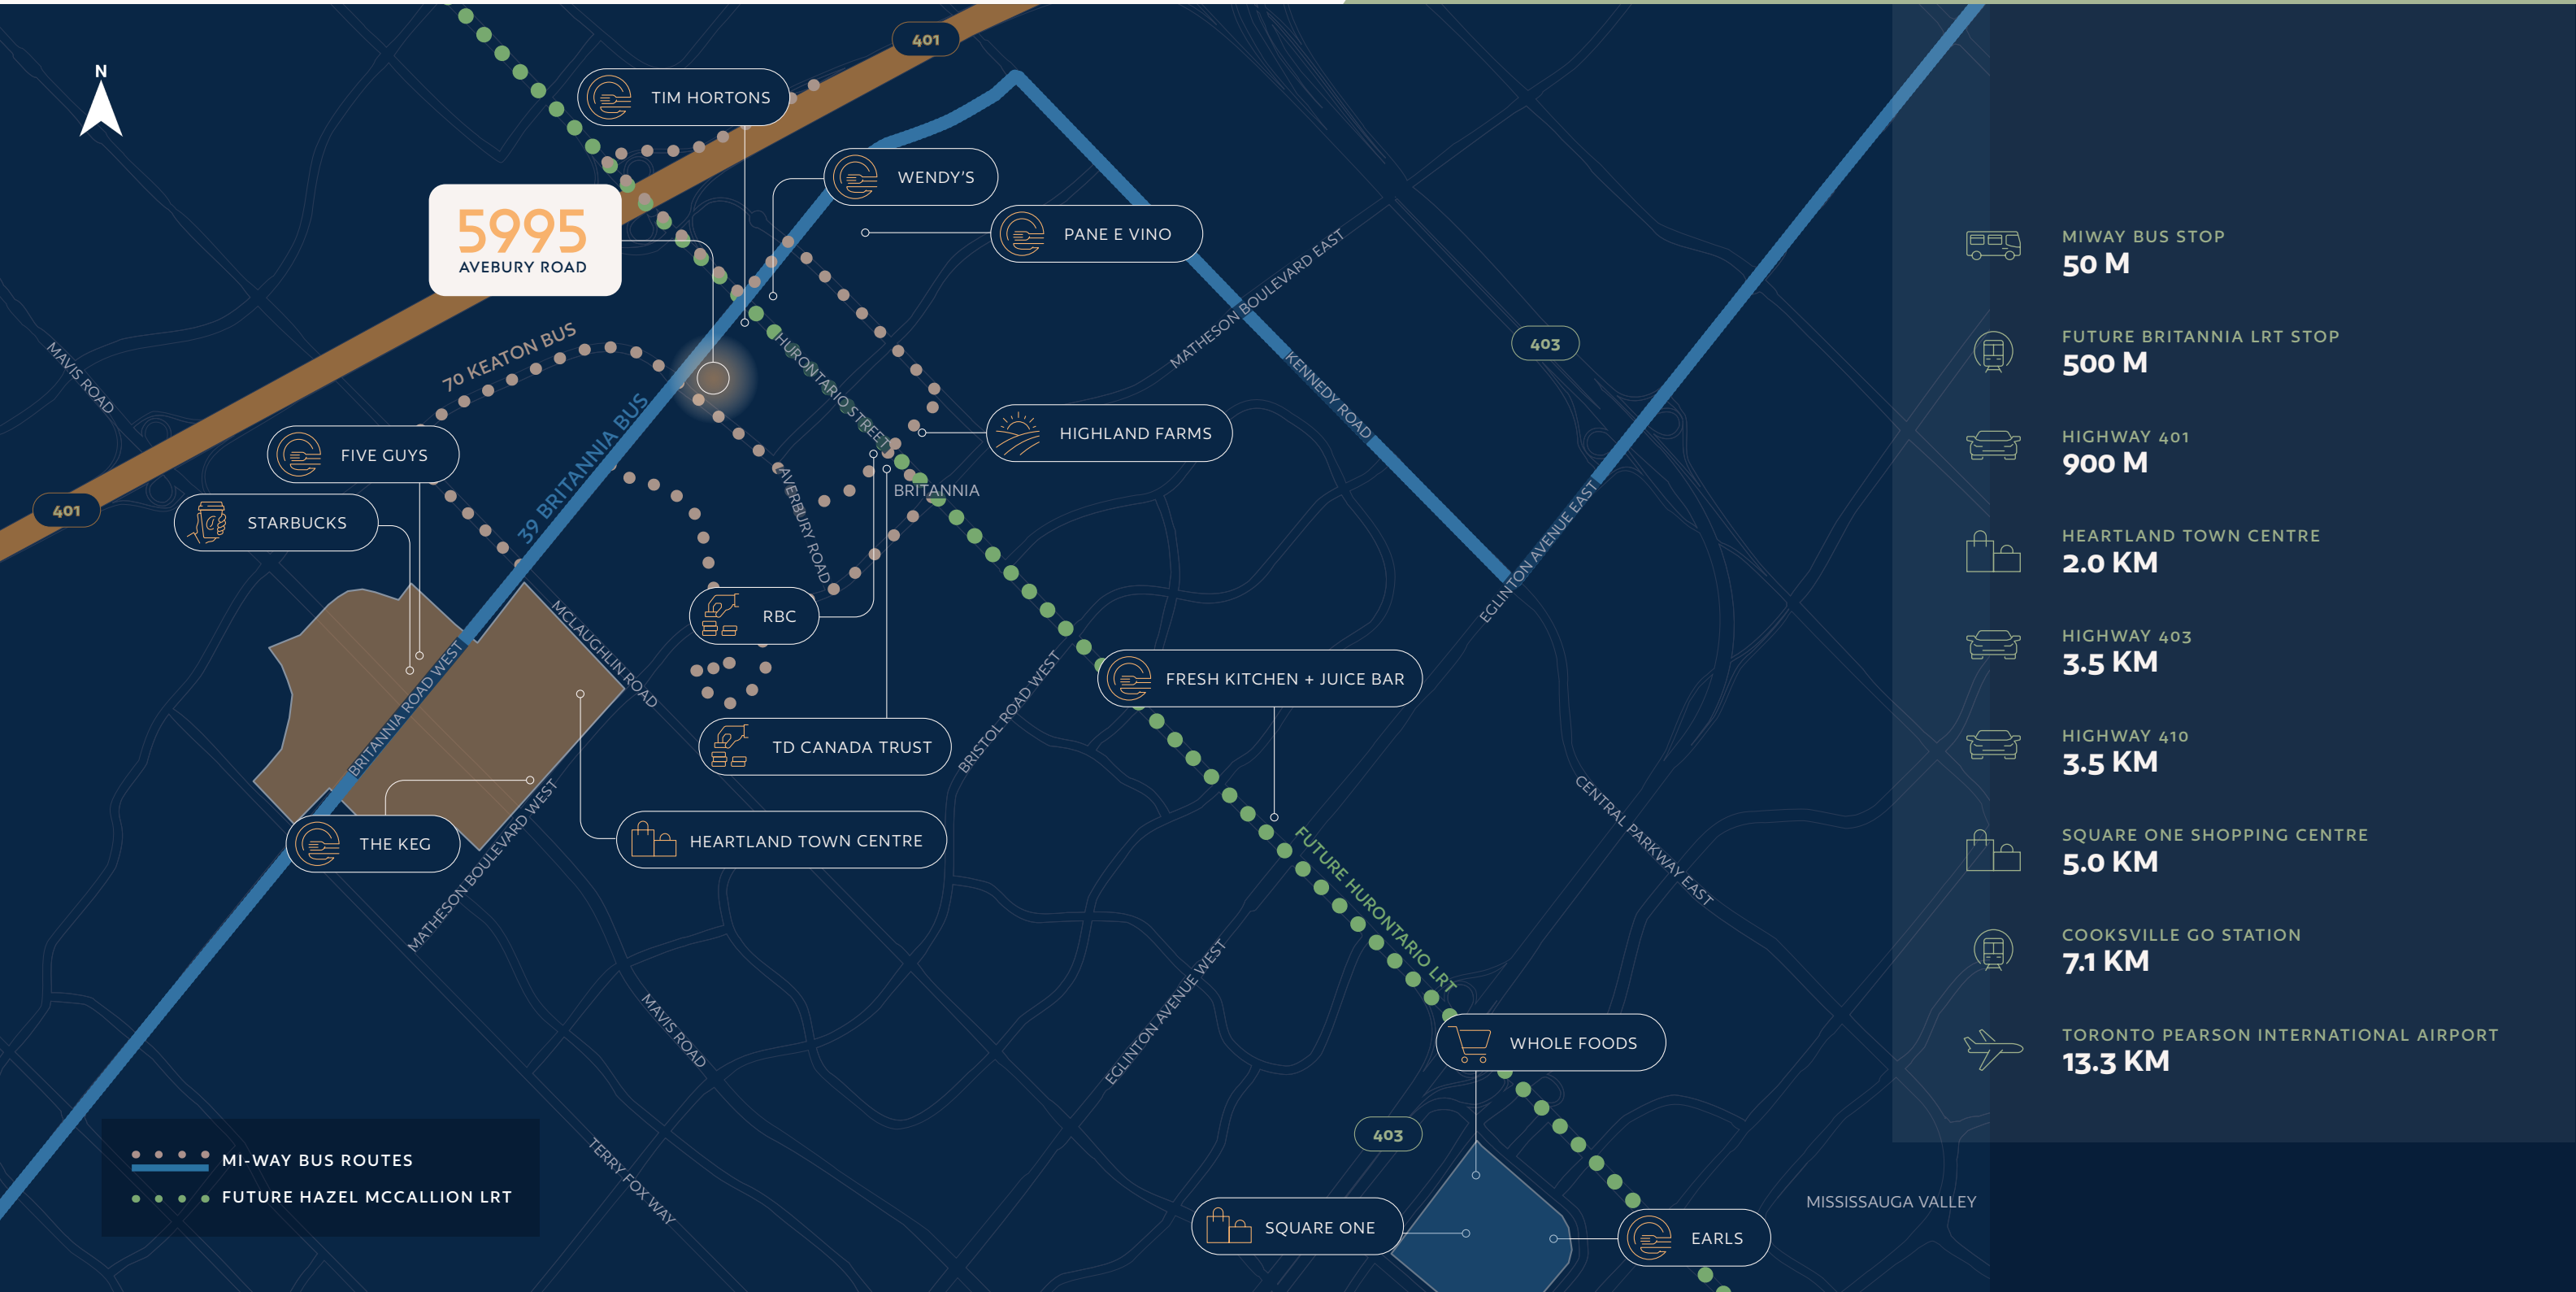 N
401
TIM HORTONS
WENDY'S
PANE E VINO
5995
AVEBURY ROAD
MATHESON BOULEVARD EAST
403
70 KEATON BUS
HURONTARIO STREET
KENNEDY ROAD
MAVIS ROAD
39 BRITANNIA BUS
FIVE GUYS
HIGHLAND FARMS
401
STARBUCKS
BRITANNIA
AVERBURY ROAD
EGLINTON AVENUE EAST
RBC
MCLAUGHLIN ROAD
BRITANNIA ROAD WEST
BRISTOL ROAD WEST
FRESH KITCHEN + JUICE BAR
TD CANADA TRUST
THE KEG
HEARTLAND TOWN CENTRE
MATHESON BOULEVARD WEST
CENTRAL PARKWAY EAST
FUTURE HURONTARIO LRT
MAVIS ROAD
EGLINTON AVENUE WEST
WHOLE FOODS
403
TERRY FOX WAY
SQUARE ONE
EARLS
MISSISSAUGA VALLEY
MI-WAY BUS ROUTES
FUTURE HAZEL MCCALLION LRT
MIWAY BUS STOP
50 M
FUTURE BRITANNIA LRT STOP
500 M
HIGHWAY 401
900 M
HEARTLAND TOWN CENTRE
2.0 KM
HIGHWAY 403
3.5 KM
HIGHWAY 410
3.5 KM
SQUARE ONE SHOPPING CENTRE
5.0 KM
COOKSVILLE GO STATION
7.1 KM
TORONTO PEARSON INTERNATIONAL AIRPORT
13.3 KM